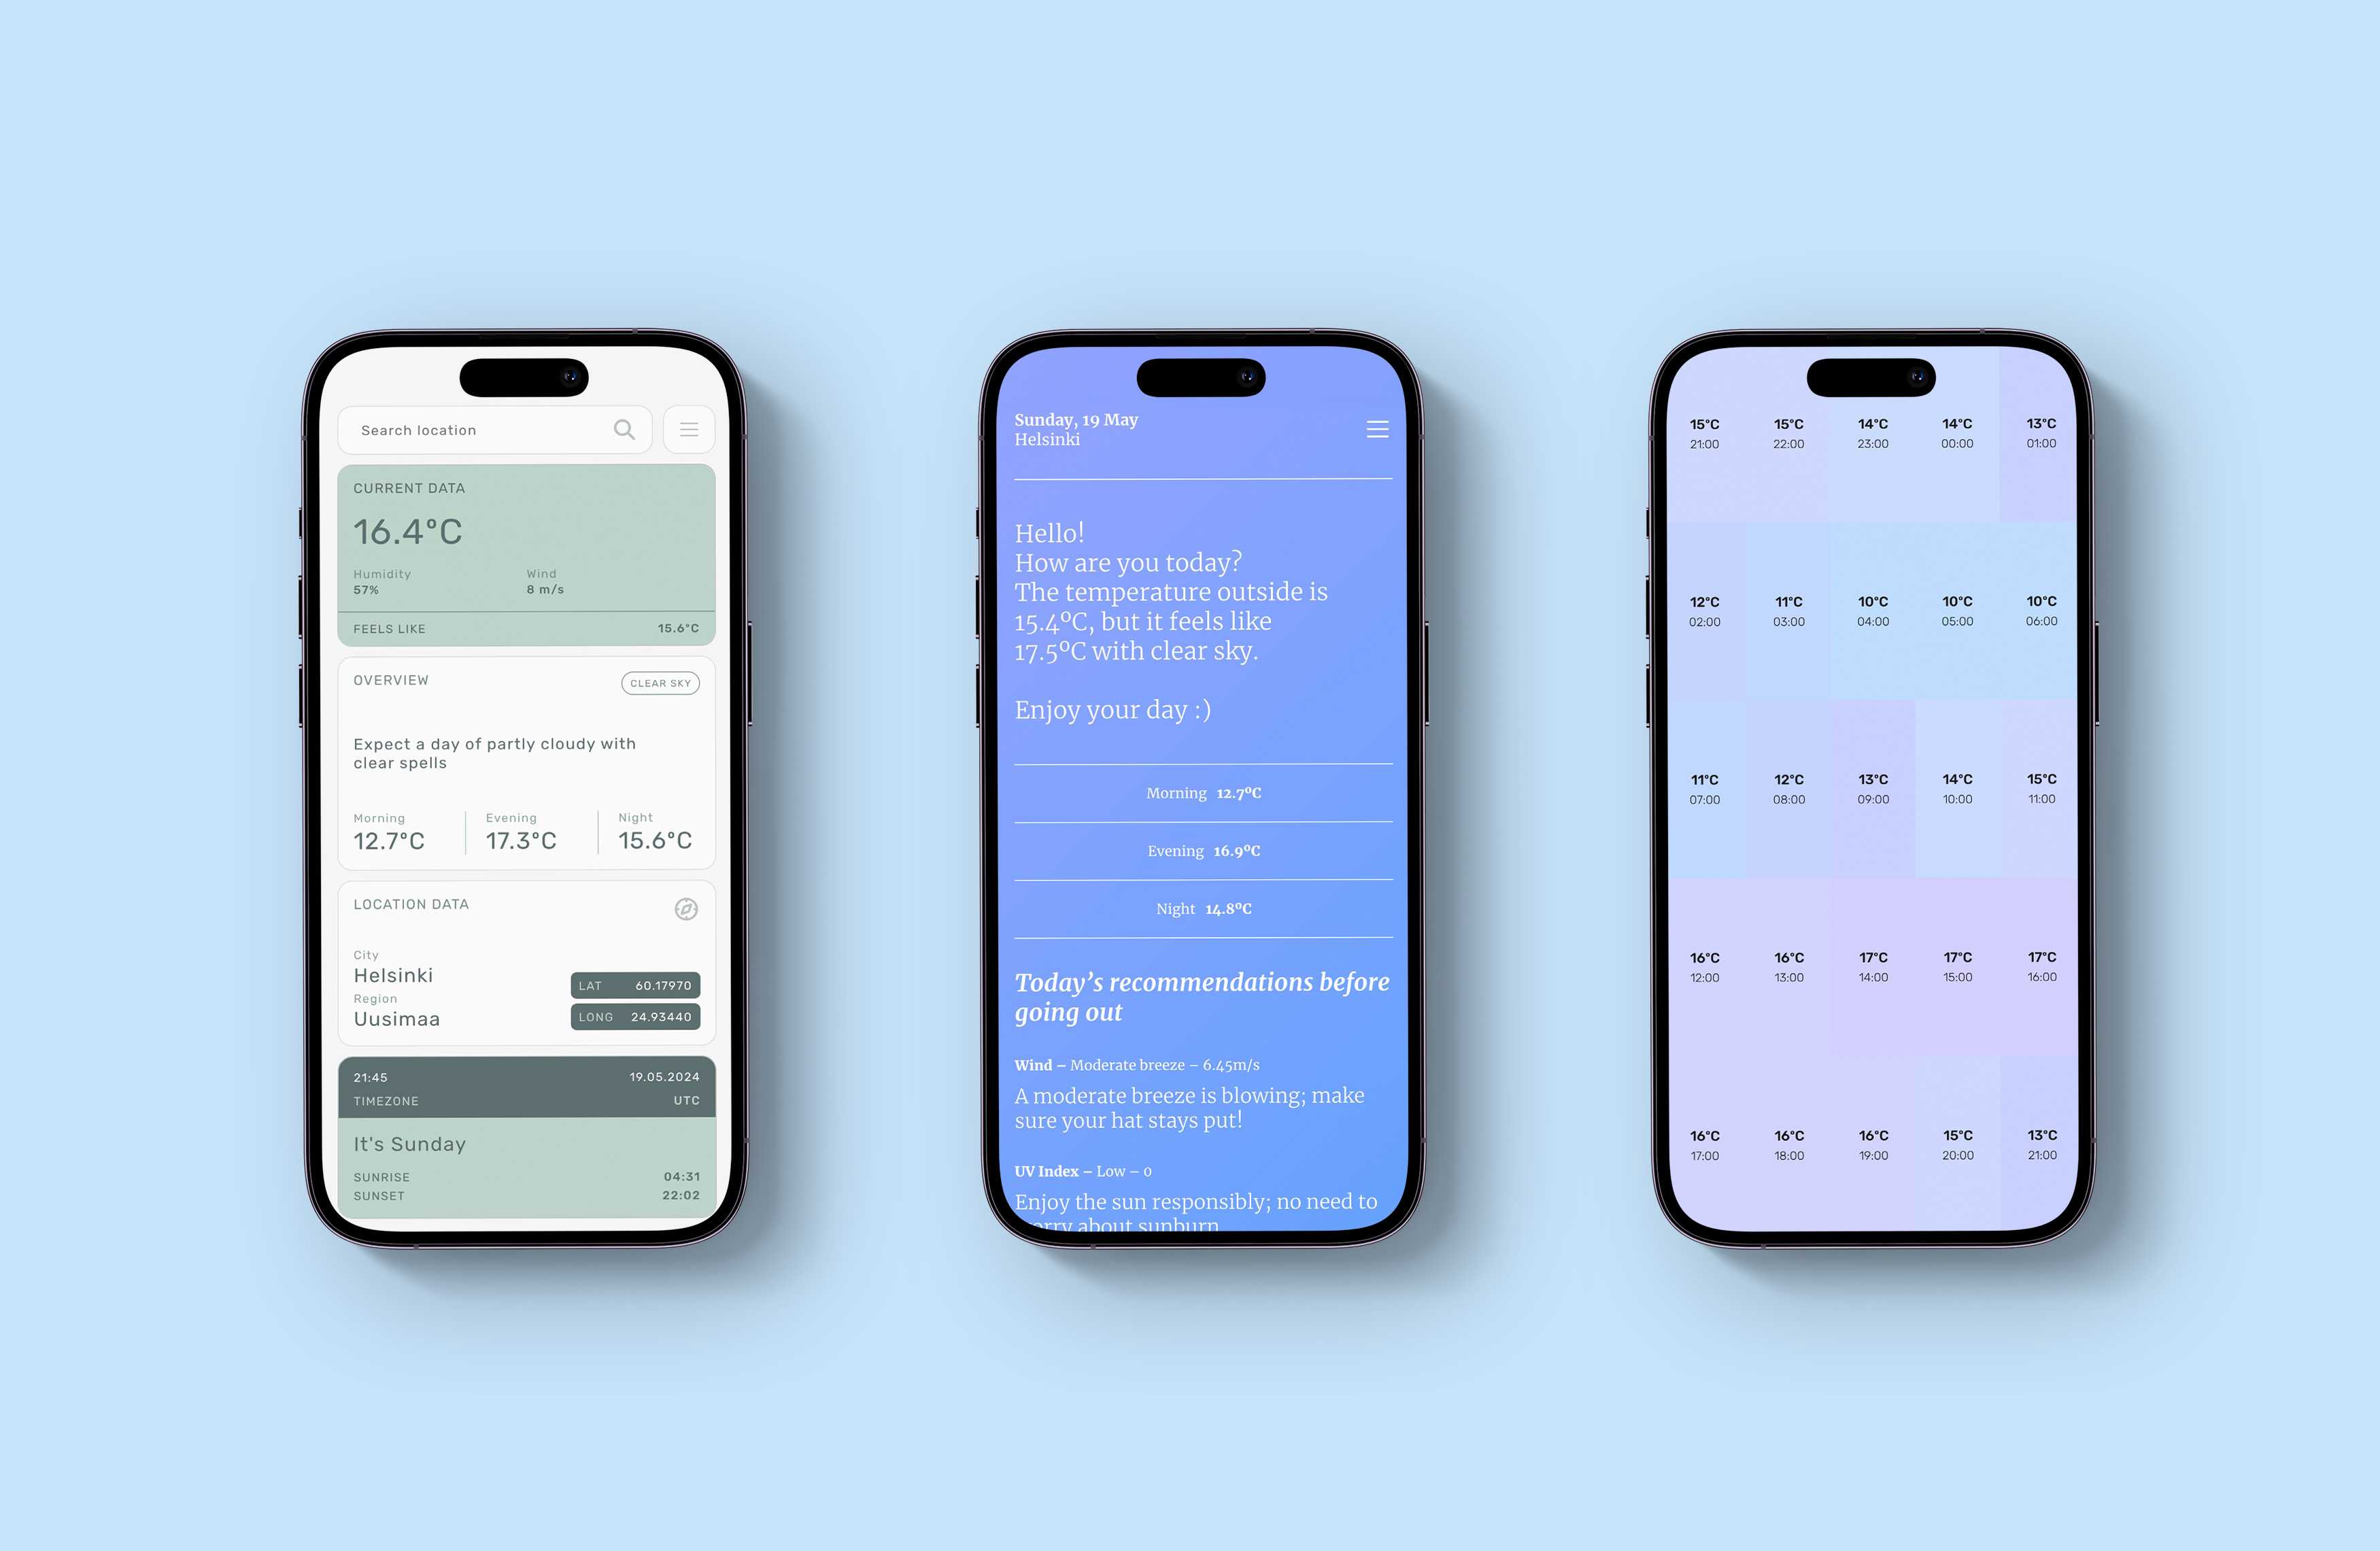 Search location
CURRENT DATA
16.4°C
Humidity Wind
57% 8 m/s
FEELS LIKE 15.6°C
OVERVIEW CLEAR SKY
Expect a day of partly cloudy with
clear spells
Morning Evening Night
12.7°C 17.3°C 15.6°C
LOCATION DATA
City
Helsinki
Region
Uusimaa
LAT 60.17970
LONG 24.93440
21:45 19.05.2024
TIMEZONE UTC
It's Sunday
SUNRISE 04:31
SUNSET 22:02
Sunday, 19 May
Helsinki
Hello!
How are you today?
The temperature outside is
15.4ºC, but it feels like
17.5ºC with clear sky.
Enjoy your day :)
Morning 12.7ºC
Evening 16.9ºC
Night 14.8ºC
Today’s recommendations before
going out
Wind – Moderate breeze – 6.45m/s
A moderate breeze is blowing; make
sure your hat stays put!
UV Index – Low – 0
Enjoy the sun responsibly; no need to
worry about sunburn
15°C 15°C 14°C 14°C 13°C
21:00 22:00 23:00 00:00 01:00
12°C 11°C 10°C 10°C 10°C
02:00 03:00 04:00 05:00 06:00
11°C 12°C 13°C 14°C 15°C
07:00 08:00 09:00 10:00 11:00
16°C 16°C 17°C 17°C 17°C
12:00 13:00 14:00 15:00 16:00
16°C 16°C 16°C 15°C 13°C
17:00 18:00 19:00 20:00 21:00